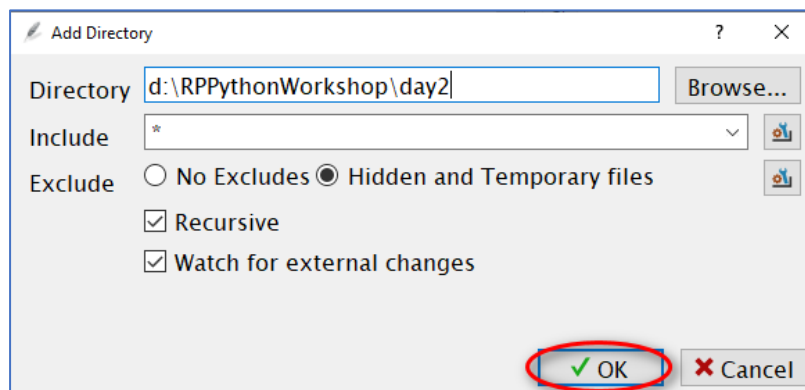 Add Directory
Directory d:\RPPythonWorkshop\day2 Browse...
Include *
Exclude No Excludes Hidden and Temporary files
Recursive
Watch for external changes
OK Cancel